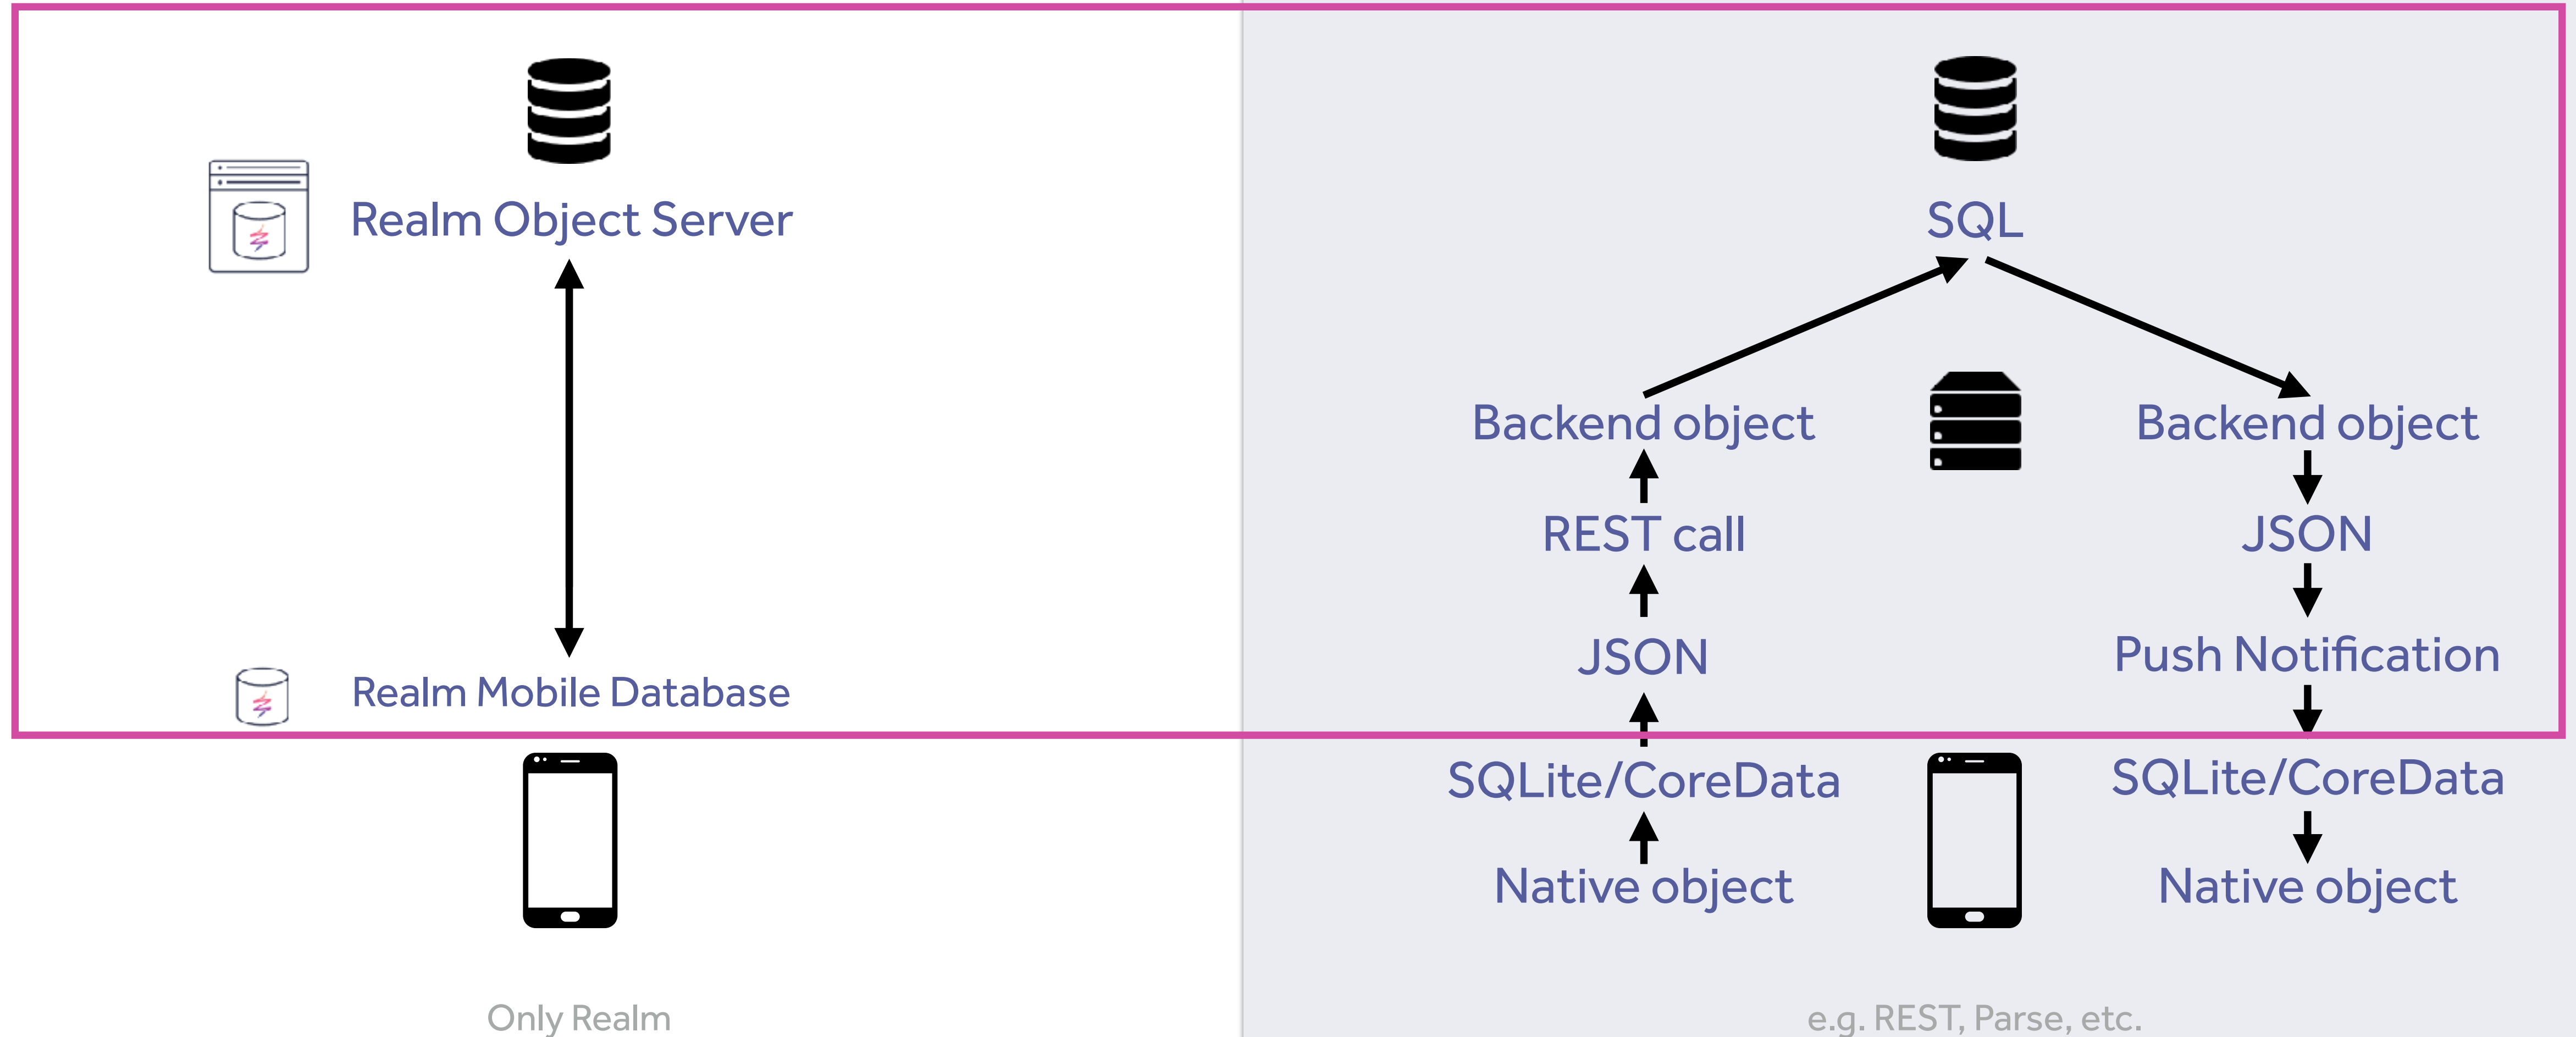 Realm Object Server
Realm Mobile Database
Only Realm
SQL
Backend object
REST call
JSON
SQLite/CoreData
Native object
Backend object
JSON
Push Notification
SQLite/CoreData
Native object
e.g. REST, Parse, etc.